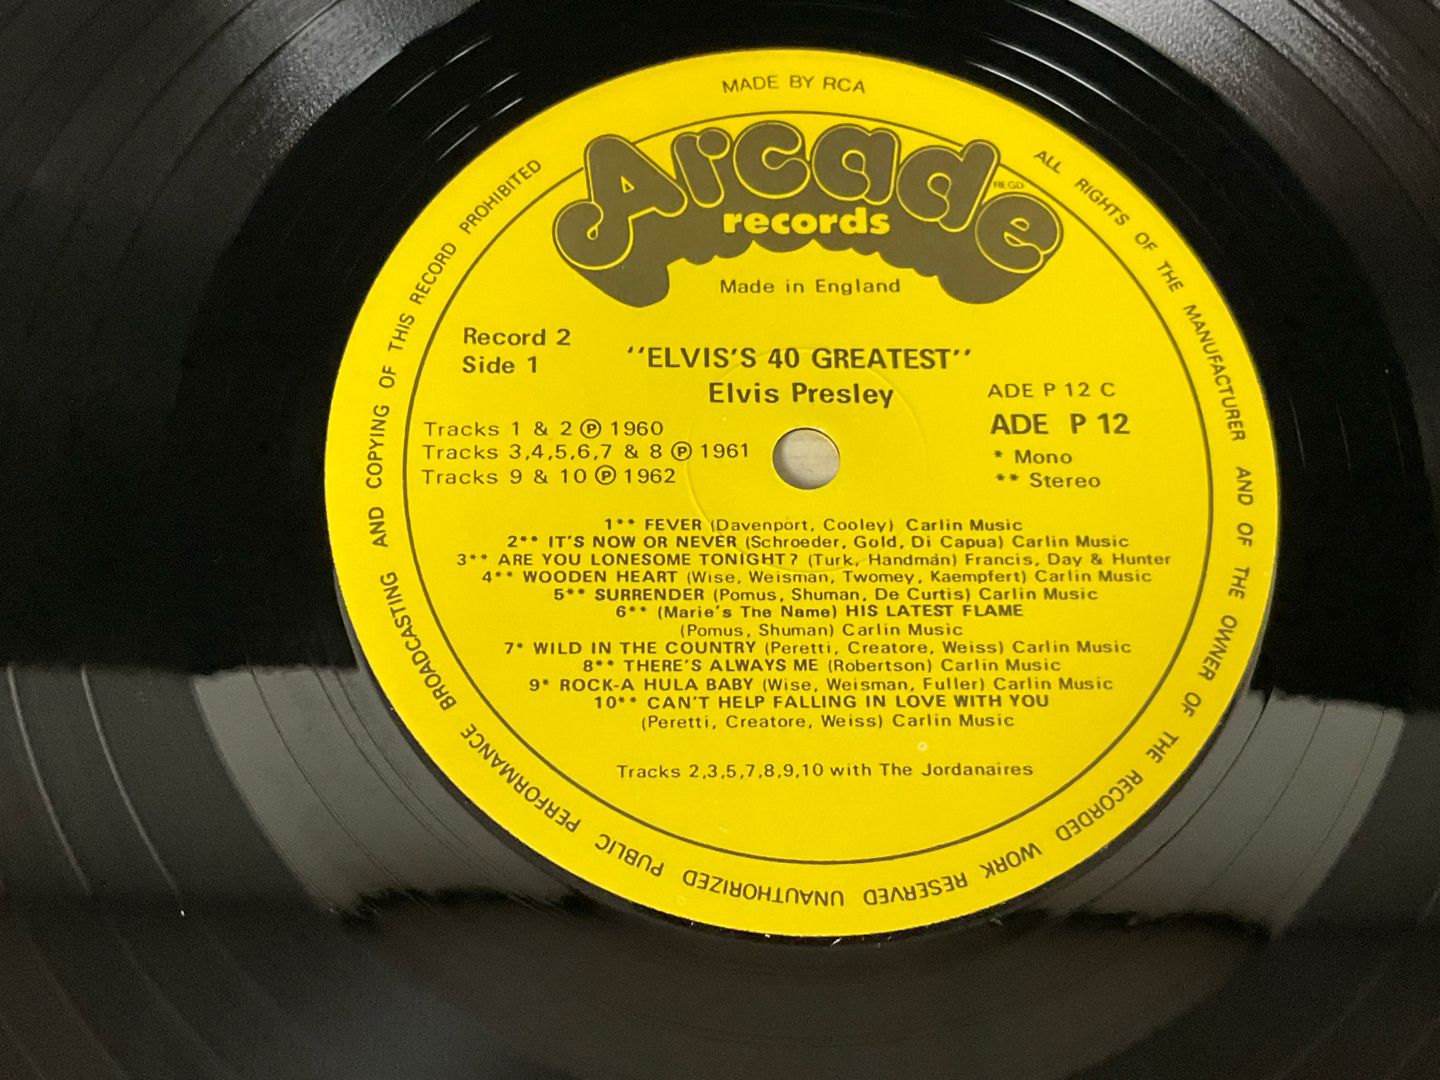 MADE BY RCA
Arcade
REGD
records
Made in England
Record 2
Side 1
"ELVIS'S 40 GREATEST"
Elvis Presley
ADE P 12 C
ADE P 12
* Mono
** Stereo
Tracks 1 & 2 Ⓟ 1960
Tracks 3,4,5,6,7 & 8 Ⓟ 1961
Tracks 9 & 10 Ⓟ 1962
1** FEVER (Davenport, Cooley) Carlin Music
2** IT'S NOW OR NEVER (Schroeder, Gold, Di Capua) Carlin Music
3** ARE YOU LONESOME TONIGHT? (Turk, Handman) Francis, Day & Hunter
4** WOODEN HEART (Wise, Weisman, Twomey, Kaempfert) Carlin Music
5** SURRENDER (Pomus, Shuman, De Curtis) Carlin Music
6** (Marie's The Name) HIS LATEST FLAME
(Pomus, Shuman) Carlin Music
7* WILD IN THE COUNTRY (Peretti, Creatore, Weiss) Carlin Music
8** THERE'S ALWAYS ME (Robertson) Carlin Music
9* ROCK-A HULA BABY (Wise, Weisman, Fuller) Carlin Music
10** CAN'T HELP FALLING IN LOVE WITH YOU
(Peretti, Creatore, Weiss) Carlin Music
Tracks 2,3,5,7,8,9,10 with The Jordanaires
ALL RIGHTS OF THE MANUFACTURER AND OF THE OWNER OF THE RECORDED WORK RESERVED UNAUTHORIZED PUBLIC PERFORMANCE BROADCASTING AND COPYING OF THIS RECORD PROHIBITED